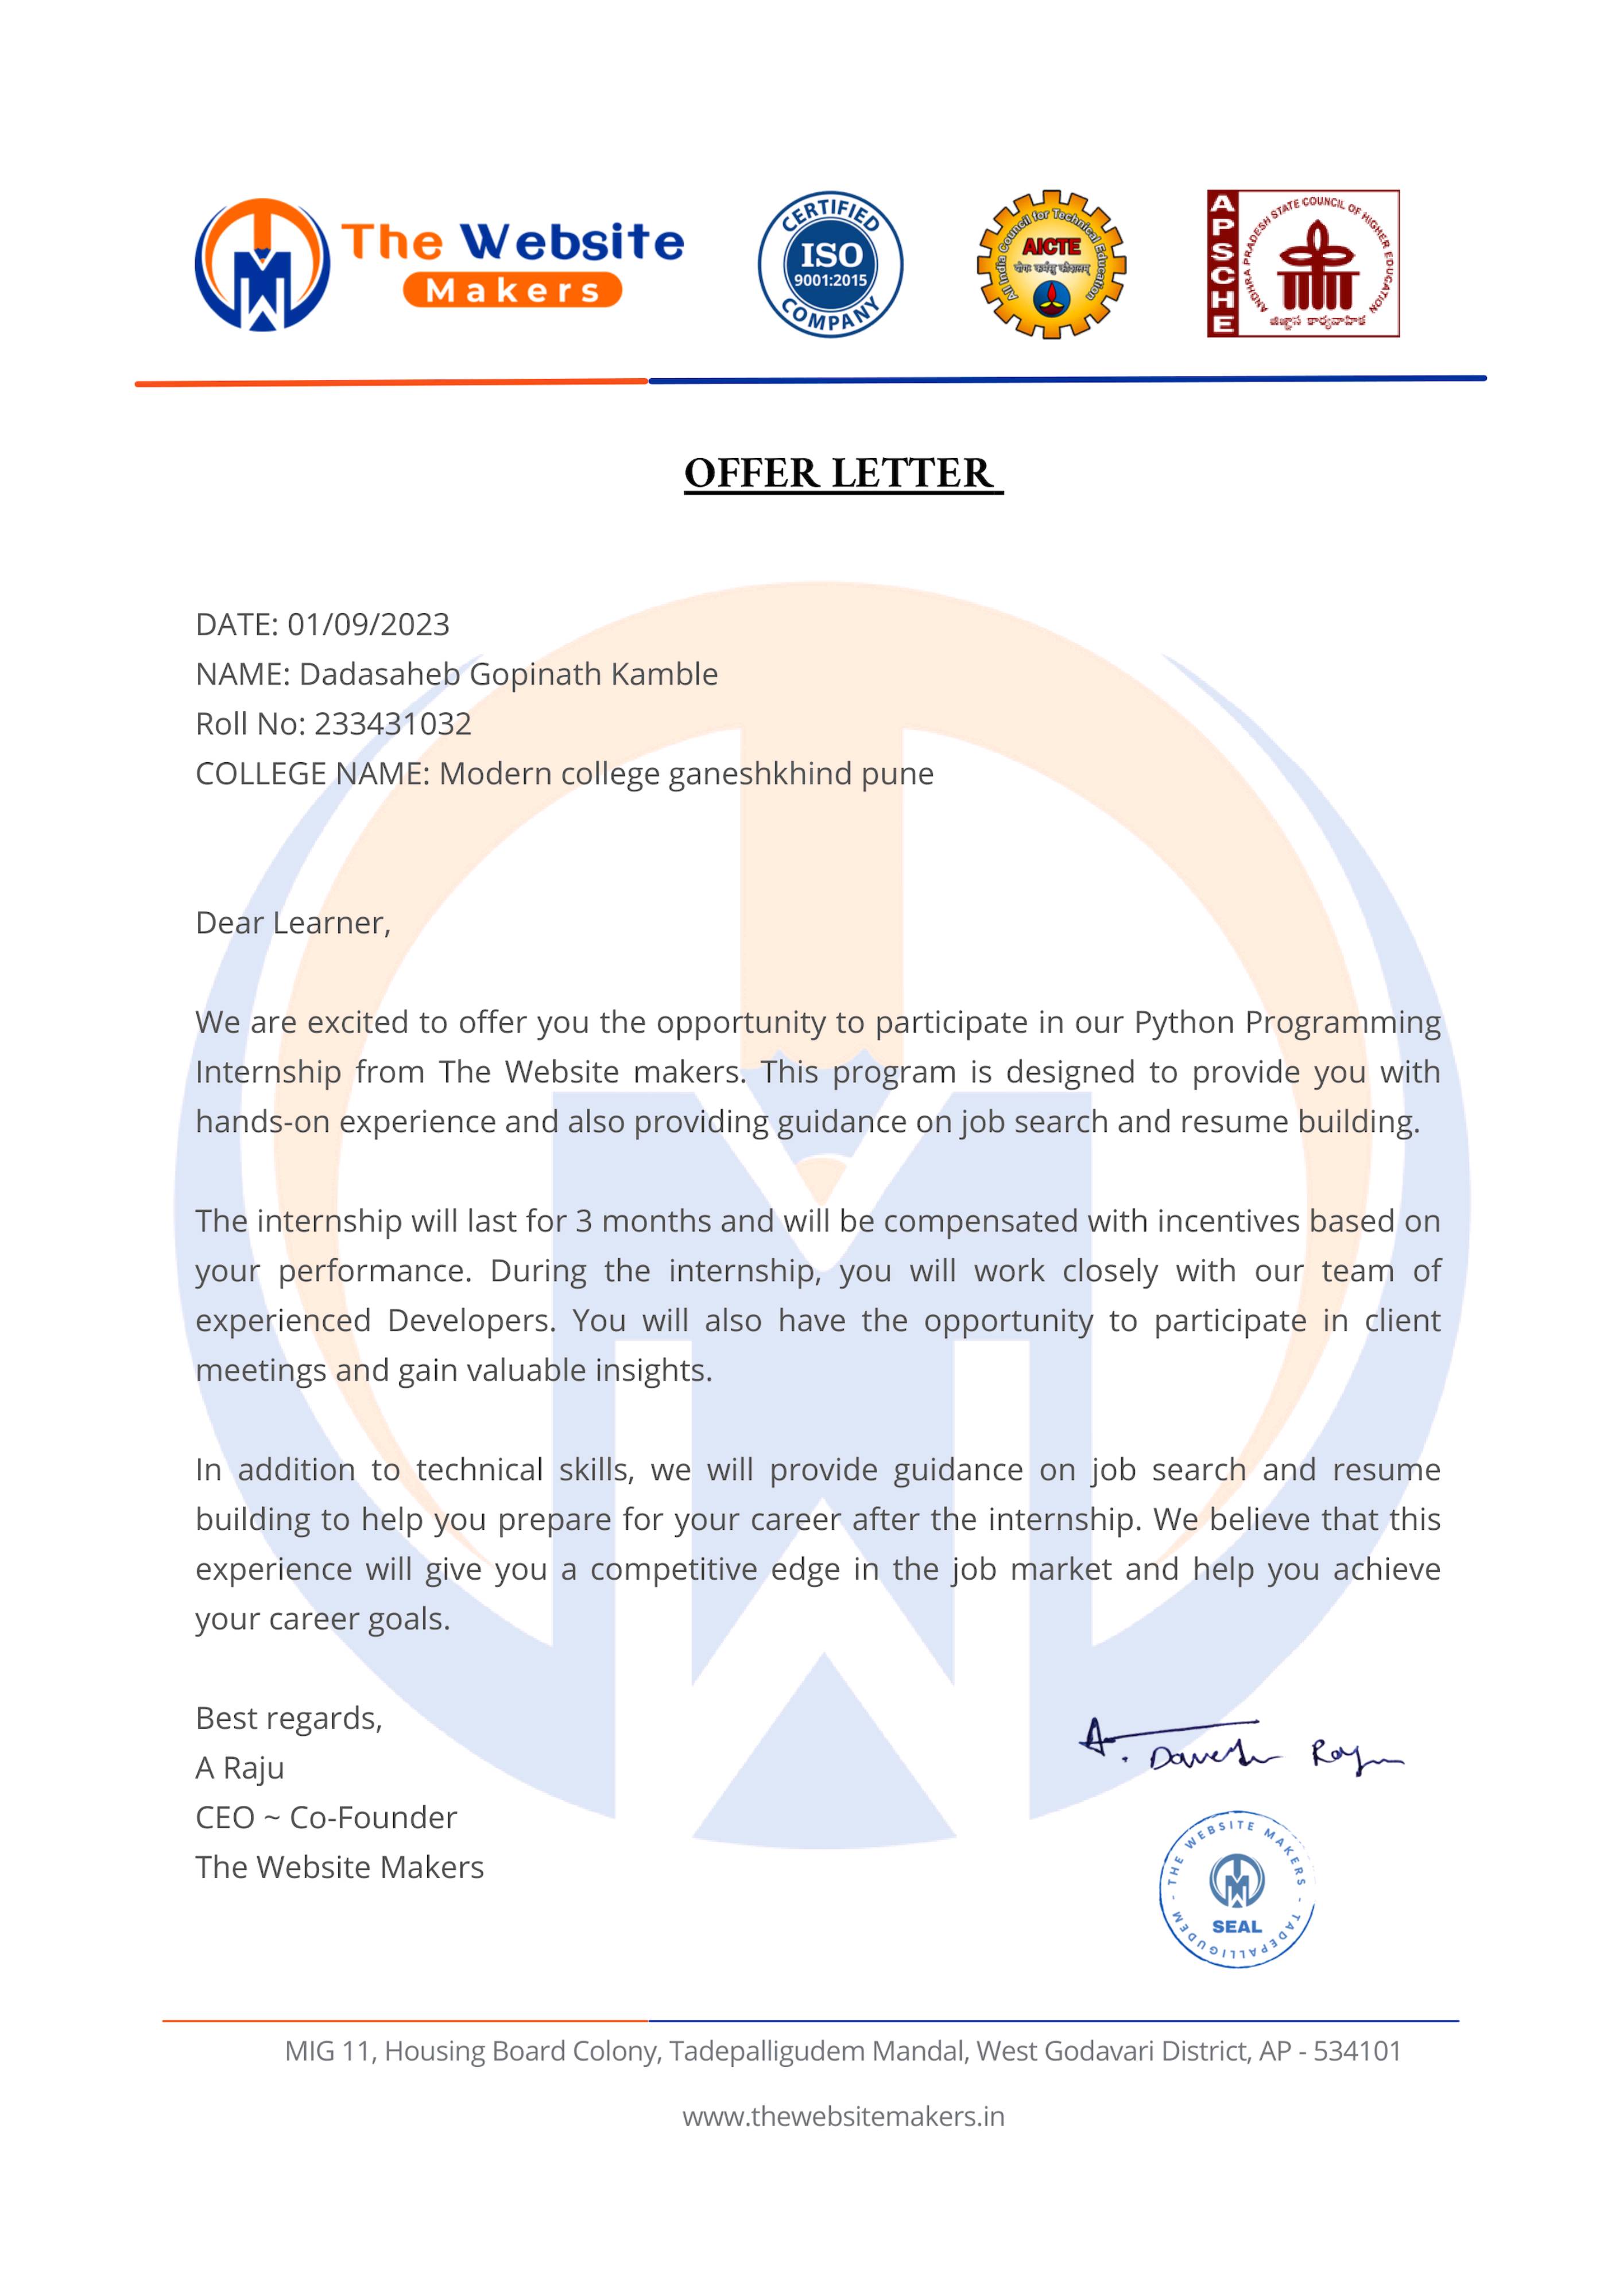 The Website
Makers
CERTIFIED
ISO
9001:2015
COMPANY
All India Council for Technical Education
AICTE
योगः कर्मसु कौशलम्
APSCHE
ANDHRA PRADESH STATE COUNCIL OF HIGHER EDUCATION
OFFER LETTER
DATE: 01/09/2023
NAME: Dadasaheb Gopinath Kamble
Roll No: 233431032
COLLEGE NAME: Modern college ganeshkhind pune
Dear Learner,
We are excited to offer you the opportunity to participate in our Python Programming
Internship from The Website makers. This program is designed to provide you with
hands-on experience and also providing guidance on job search and resume building.
The internship will last for 3 months and will be compensated with incentives based on
your performance. During the internship, you will work closely with our team of
experienced Developers. You will also have the opportunity to participate in client
meetings and gain valuable insights.
In addition to technical skills, we will provide guidance on job search and resume
building to help you prepare for your career after the internship. We believe that this
experience will give you a competitive edge in the job market and help you achieve
your career goals.
Best regards,
A Raju
CEO ~ Co-Founder
The Website Makers
A.
THE WEBSITE MAKERS - TADEPALLIGUDEM -
SEAL
MIG 11, Housing Board Colony, Tadepalligudem Mandal, West Godavari District, AP - 534101
www.thewebsitemakers.in